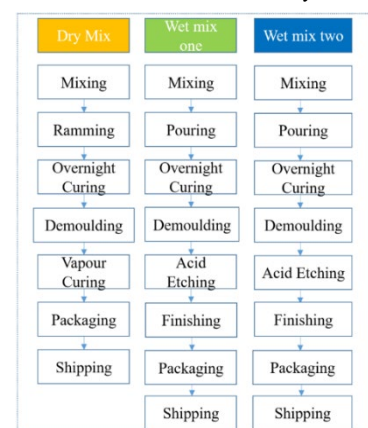 Dry Mix
Mixing
Ramming
Overnight
Curing
Demoulding
Vapour
Curing
Packaging
Shipping
Wet mix
one
Mixing
Pouring
Overnight
Curing
Demoulding
Acid
Etching
Finishing
Packaging
Shipping
Wet mix two
Mixing
Pouring
Overnight
Curing
Demoulding
Acid Etching
Finishing
Packaging
Shipping